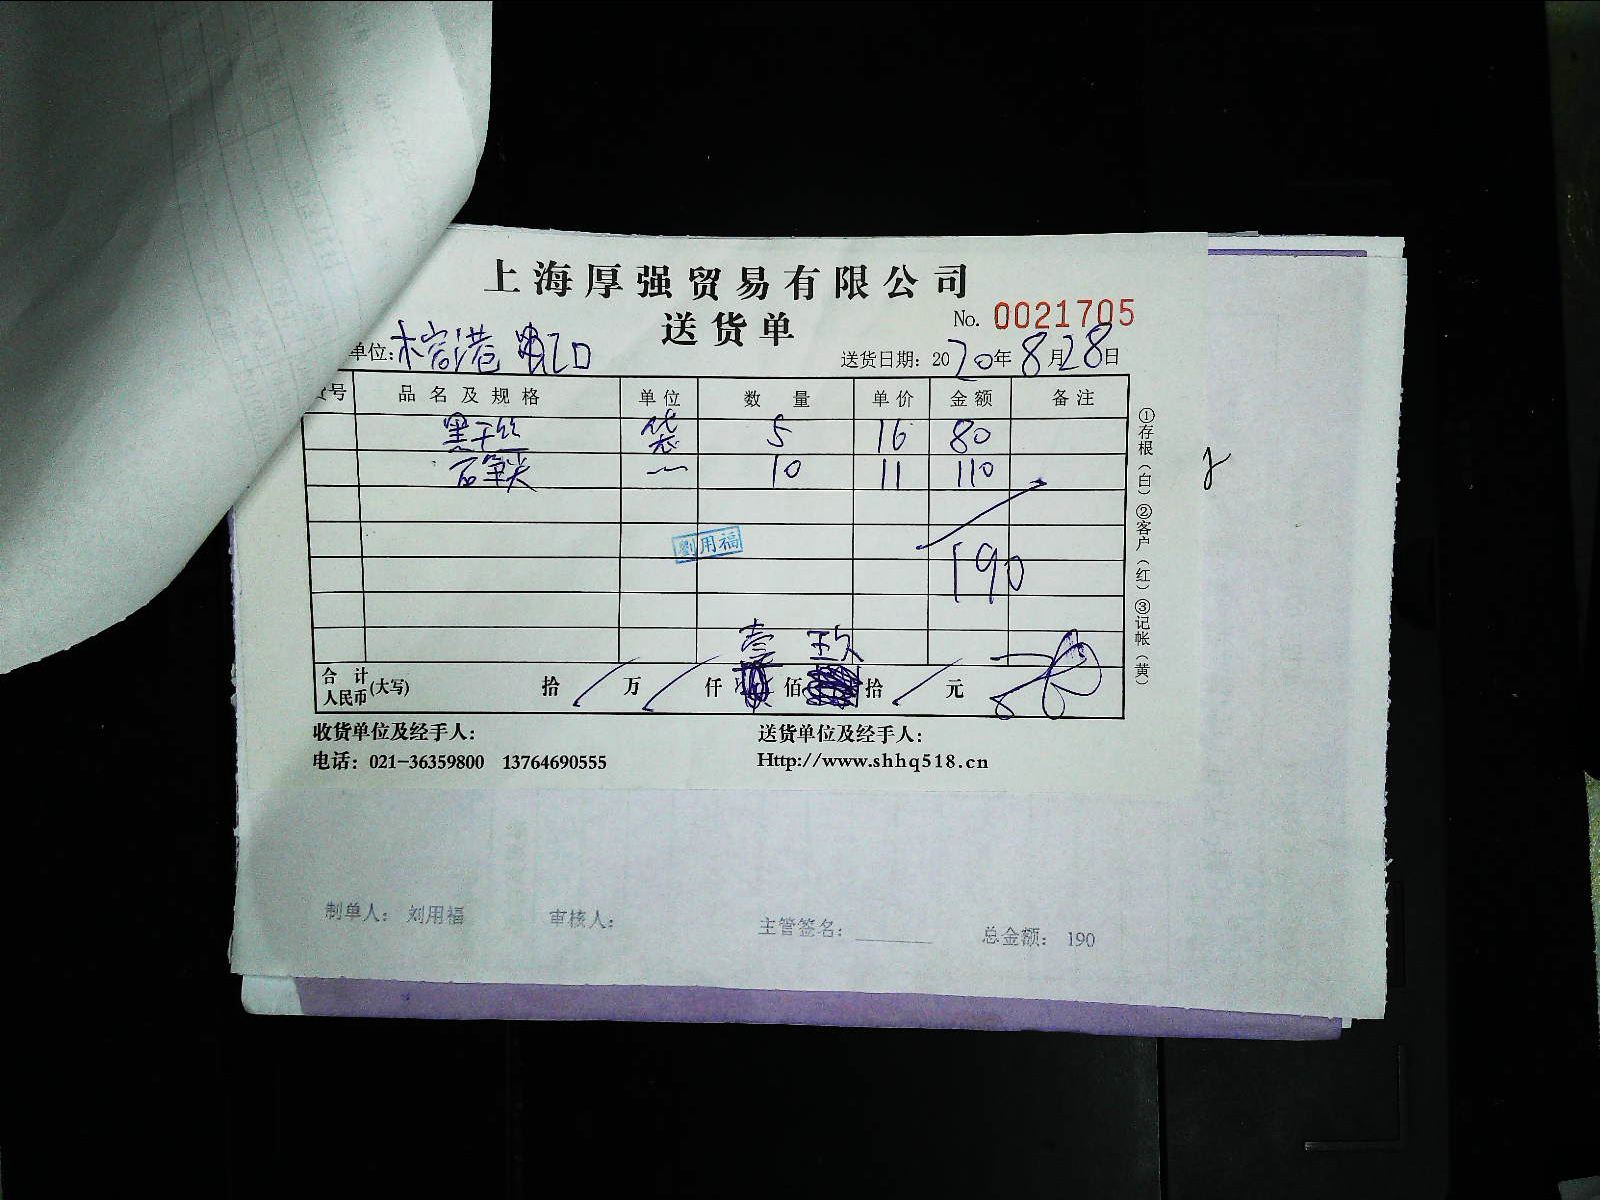 上海厚强贸易有限公司
送货单
No. 0021705
单位: 榕港
送货日期: 2020年8月28日
号 品名及规格 单位 数量 单价 金额 备注
黑干丝 袋 5 16 80
石 10 11 110
劉用福
190
壹 玖
合计人民币(大写) 拾 万 仟 佰 拾 元
①存根(白)②客户(红)③记帐(黄)
收货单位及经手人: 送货单位及经手人:
电话: 021-36359800 13764690555 Http://www.shhq518.cn
制单人: 刘用福 审核人: 主管签名: 总金额: 190